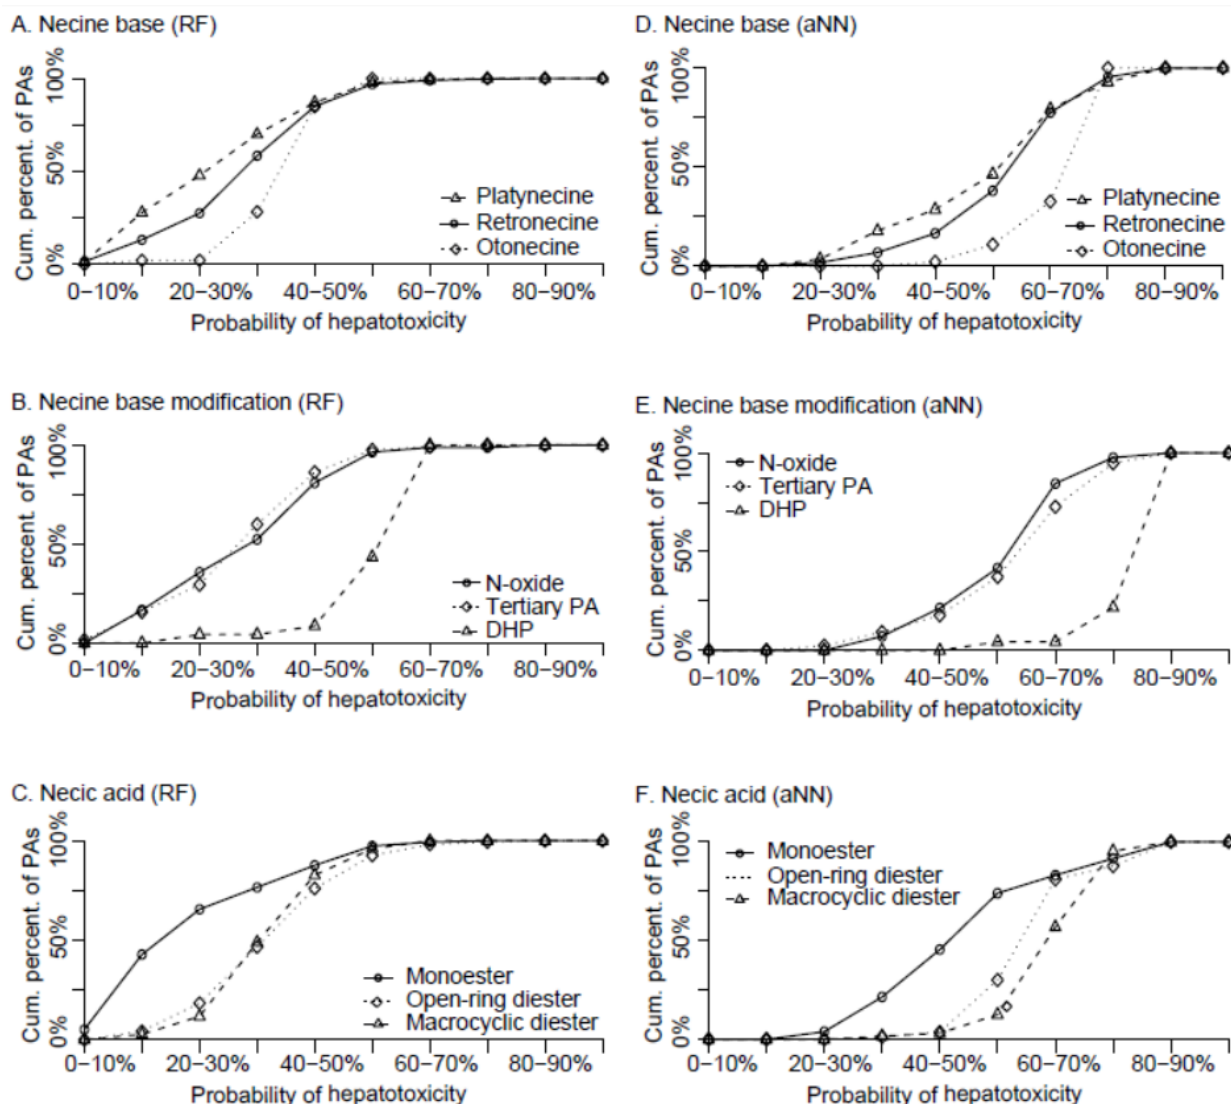 A. Necine base (RF)
Cum. percent. of PAs
100%
50%
0%
Platynecine
Retronecine
Otonecine
0–10% 20–30% 40–50% 60–70% 80–90%
Probability of hepatotoxicity
D. Necine base (aNN)
Cum. percent. of PAs
100%
50%
0%
Platynecine
Retronecine
Otonecine
0–10% 20–30% 40–50% 60–70% 80–90%
Probability of hepatotoxicity
B. Necine base modification (RF)
Cum. percent. of PAs
100%
50%
0%
N-oxide
Tertiary PA
DHP
0–10% 20–30% 40–50% 60–70% 80–90%
Probability of hepatotoxicity
E. Necine base modification (aNN)
Cum. percent. of PAs
100%
50%
0%
N-oxide
Tertiary PA
DHP
0–10% 20–30% 40–50% 60–70% 80–90%
Probability of hepatotoxicity
C. Necic acid (RF)
Cum. percent. of PAs
100%
50%
0%
Monoester
Open-ring diester
Macrocyclic diester
0–10% 20–30% 40–50% 60–70% 80–90%
Probability of hepatotoxicity
F. Necic acid (aNN)
Cum. percent. of PAs
100%
50%
0%
Monoester
Open-ring diester
Macrocyclic diester
0–10% 20–30% 40–50% 60–70% 80–90%
Probability of hepatotoxicity